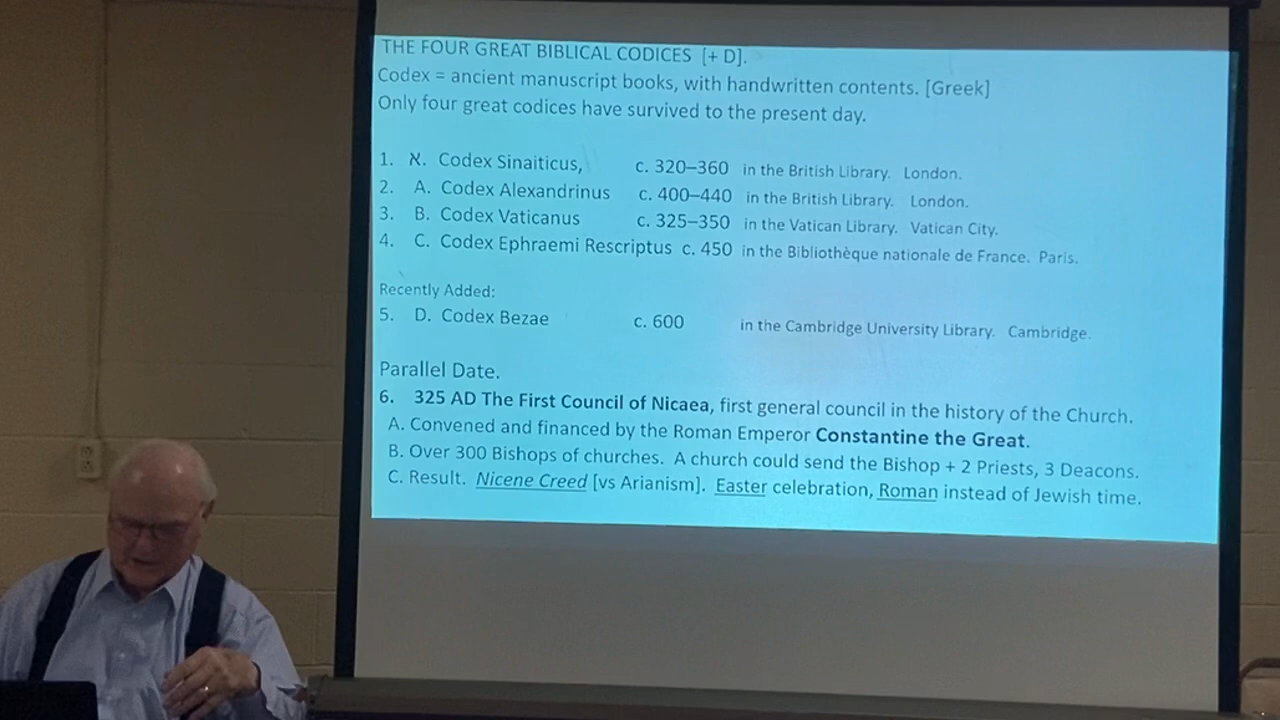 THE FOUR GREAT BIBLICAL CODICES [+ D].
Codex = ancient manuscript books, with handwritten contents. [Greek]
Only four great codices have survived to the present day.
1. א. Codex Sinaiticus, c. 320–360 in the British Library. London.
2. A. Codex Alexandrinus c. 400–440 in the British Library. London.
3. B. Codex Vaticanus c. 325–350 in the Vatican Library. Vatican City.
4. C. Codex Ephraemi Rescriptus c. 450 in the Bibliothèque nationale de France. Paris.
Recently Added:
5. D. Codex Bezae c. 600 in the Cambridge University Library. Cambridge.
Parallel Date.
6. 325 AD The First Council of Nicaea, first general council in the history of the Church.
A. Convened and financed by the Roman Emperor Constantine the Great.
B. Over 300 Bishops of churches. A church could send the Bishop + 2 Priests, 3 Deacons.
C. Result. Nicene Creed [vs Arianism]. Easter celebration, Roman instead of Jewish time.